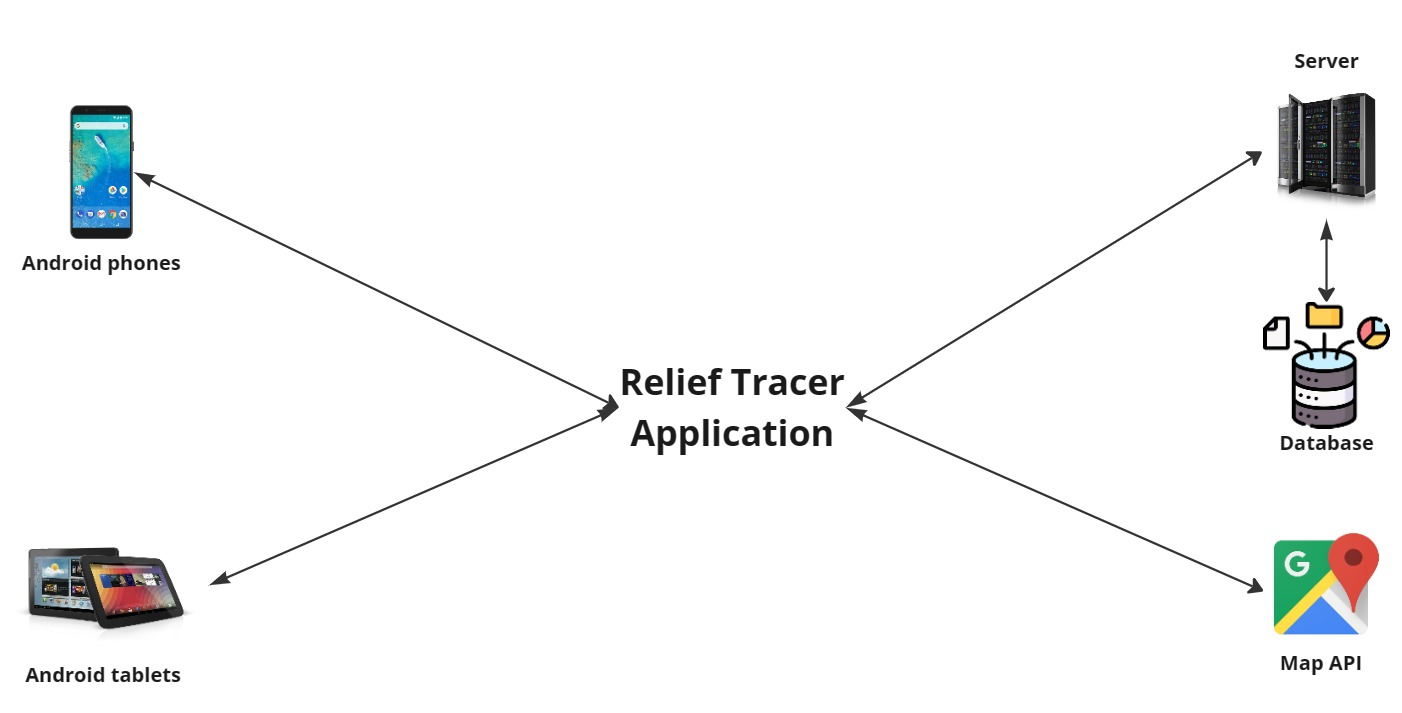 Server
Android phones
Relief Tracer
Application
Database
G
Map API
Android tablets